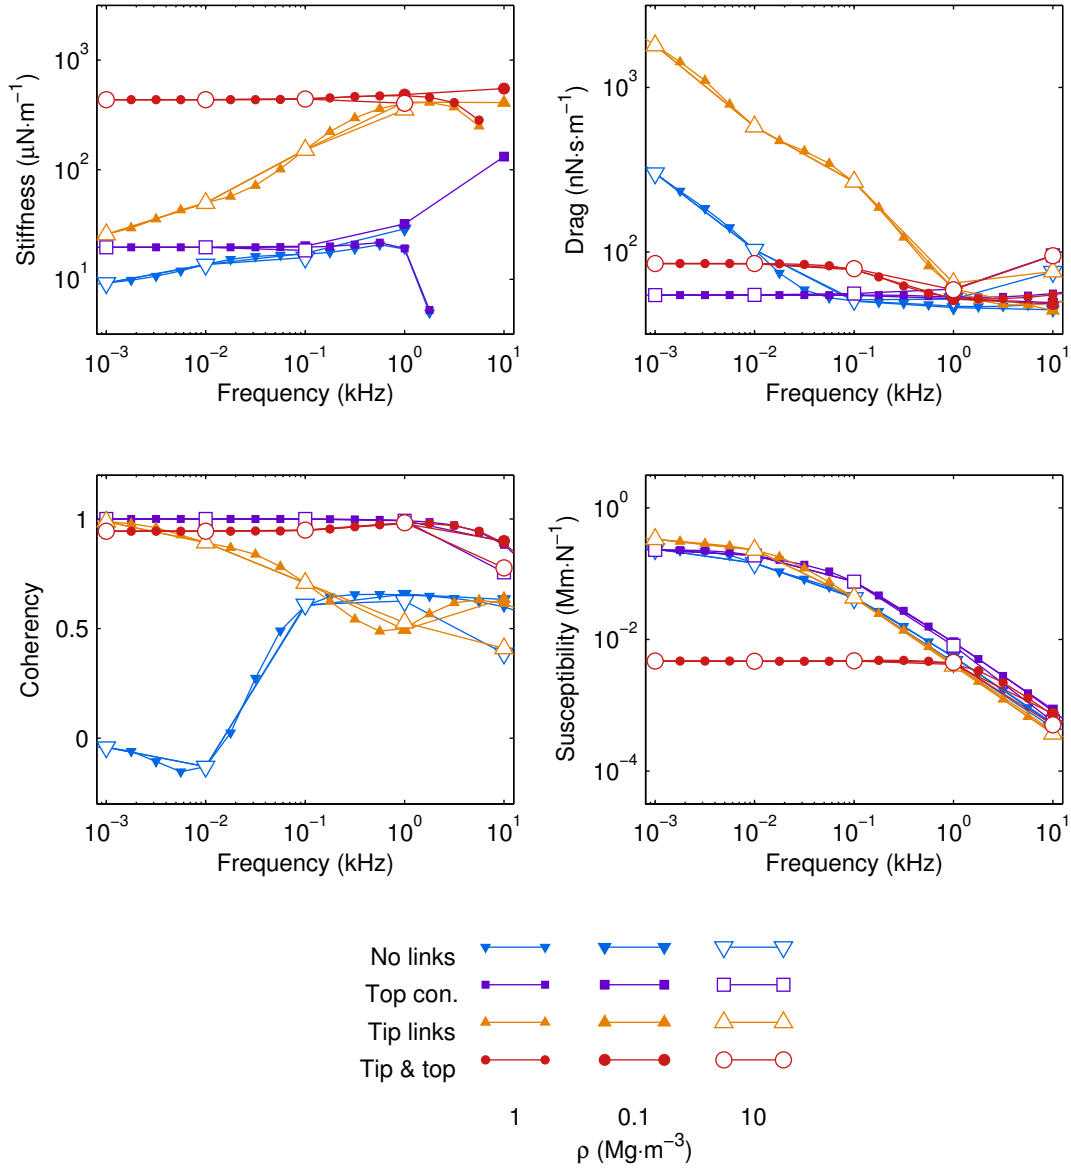 Stiffness (μN·m⁻¹)
10³
10²
10¹
10⁻³ 10⁻² 10⁻¹ 10⁰ 10¹
Frequency (kHz)
Drag (nN·s·m⁻¹)
10³
10²
10⁻³ 10⁻² 10⁻¹ 10⁰ 10¹
Frequency (kHz)
Coherency
1
0.5
0
10⁻³ 10⁻² 10⁻¹ 10⁰ 10¹
Frequency (kHz)
Susceptibility (Mm·N⁻¹)
10⁰
10⁻²
10⁻⁴
10⁻³ 10⁻² 10⁻¹ 10⁰ 10¹
Frequency (kHz)
No links
Top con.
Tip links
Tip & top
1 0.1 10
ρ (Mg·m⁻³)